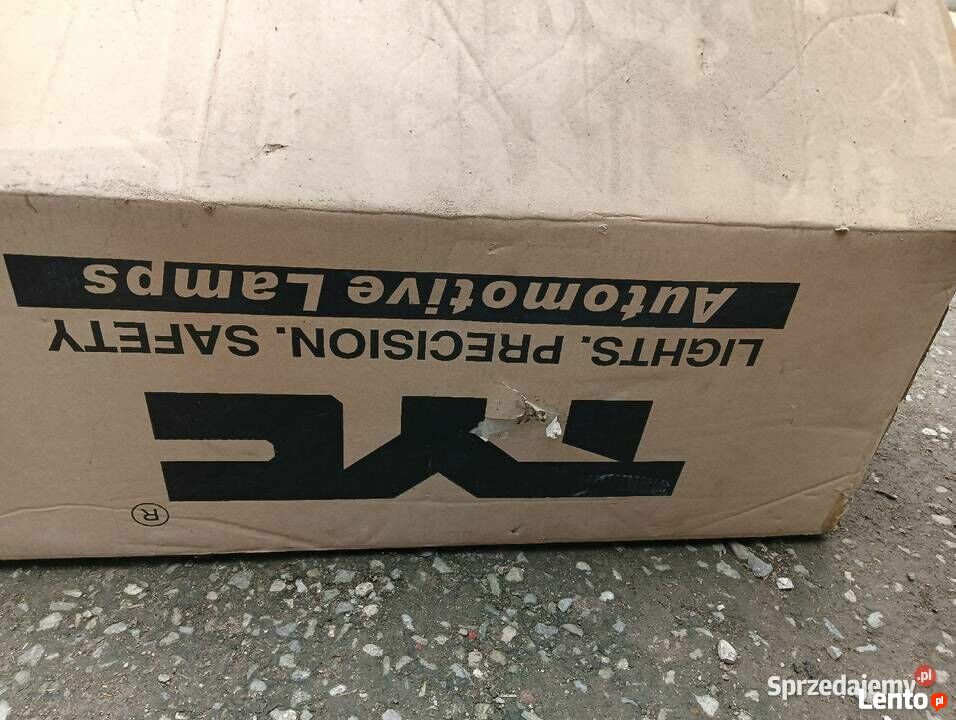 TYC®
LIGHTS. PRECISION. SAFETY
Automotive Lamps
Sprzedajemy.pl
Lento.pl